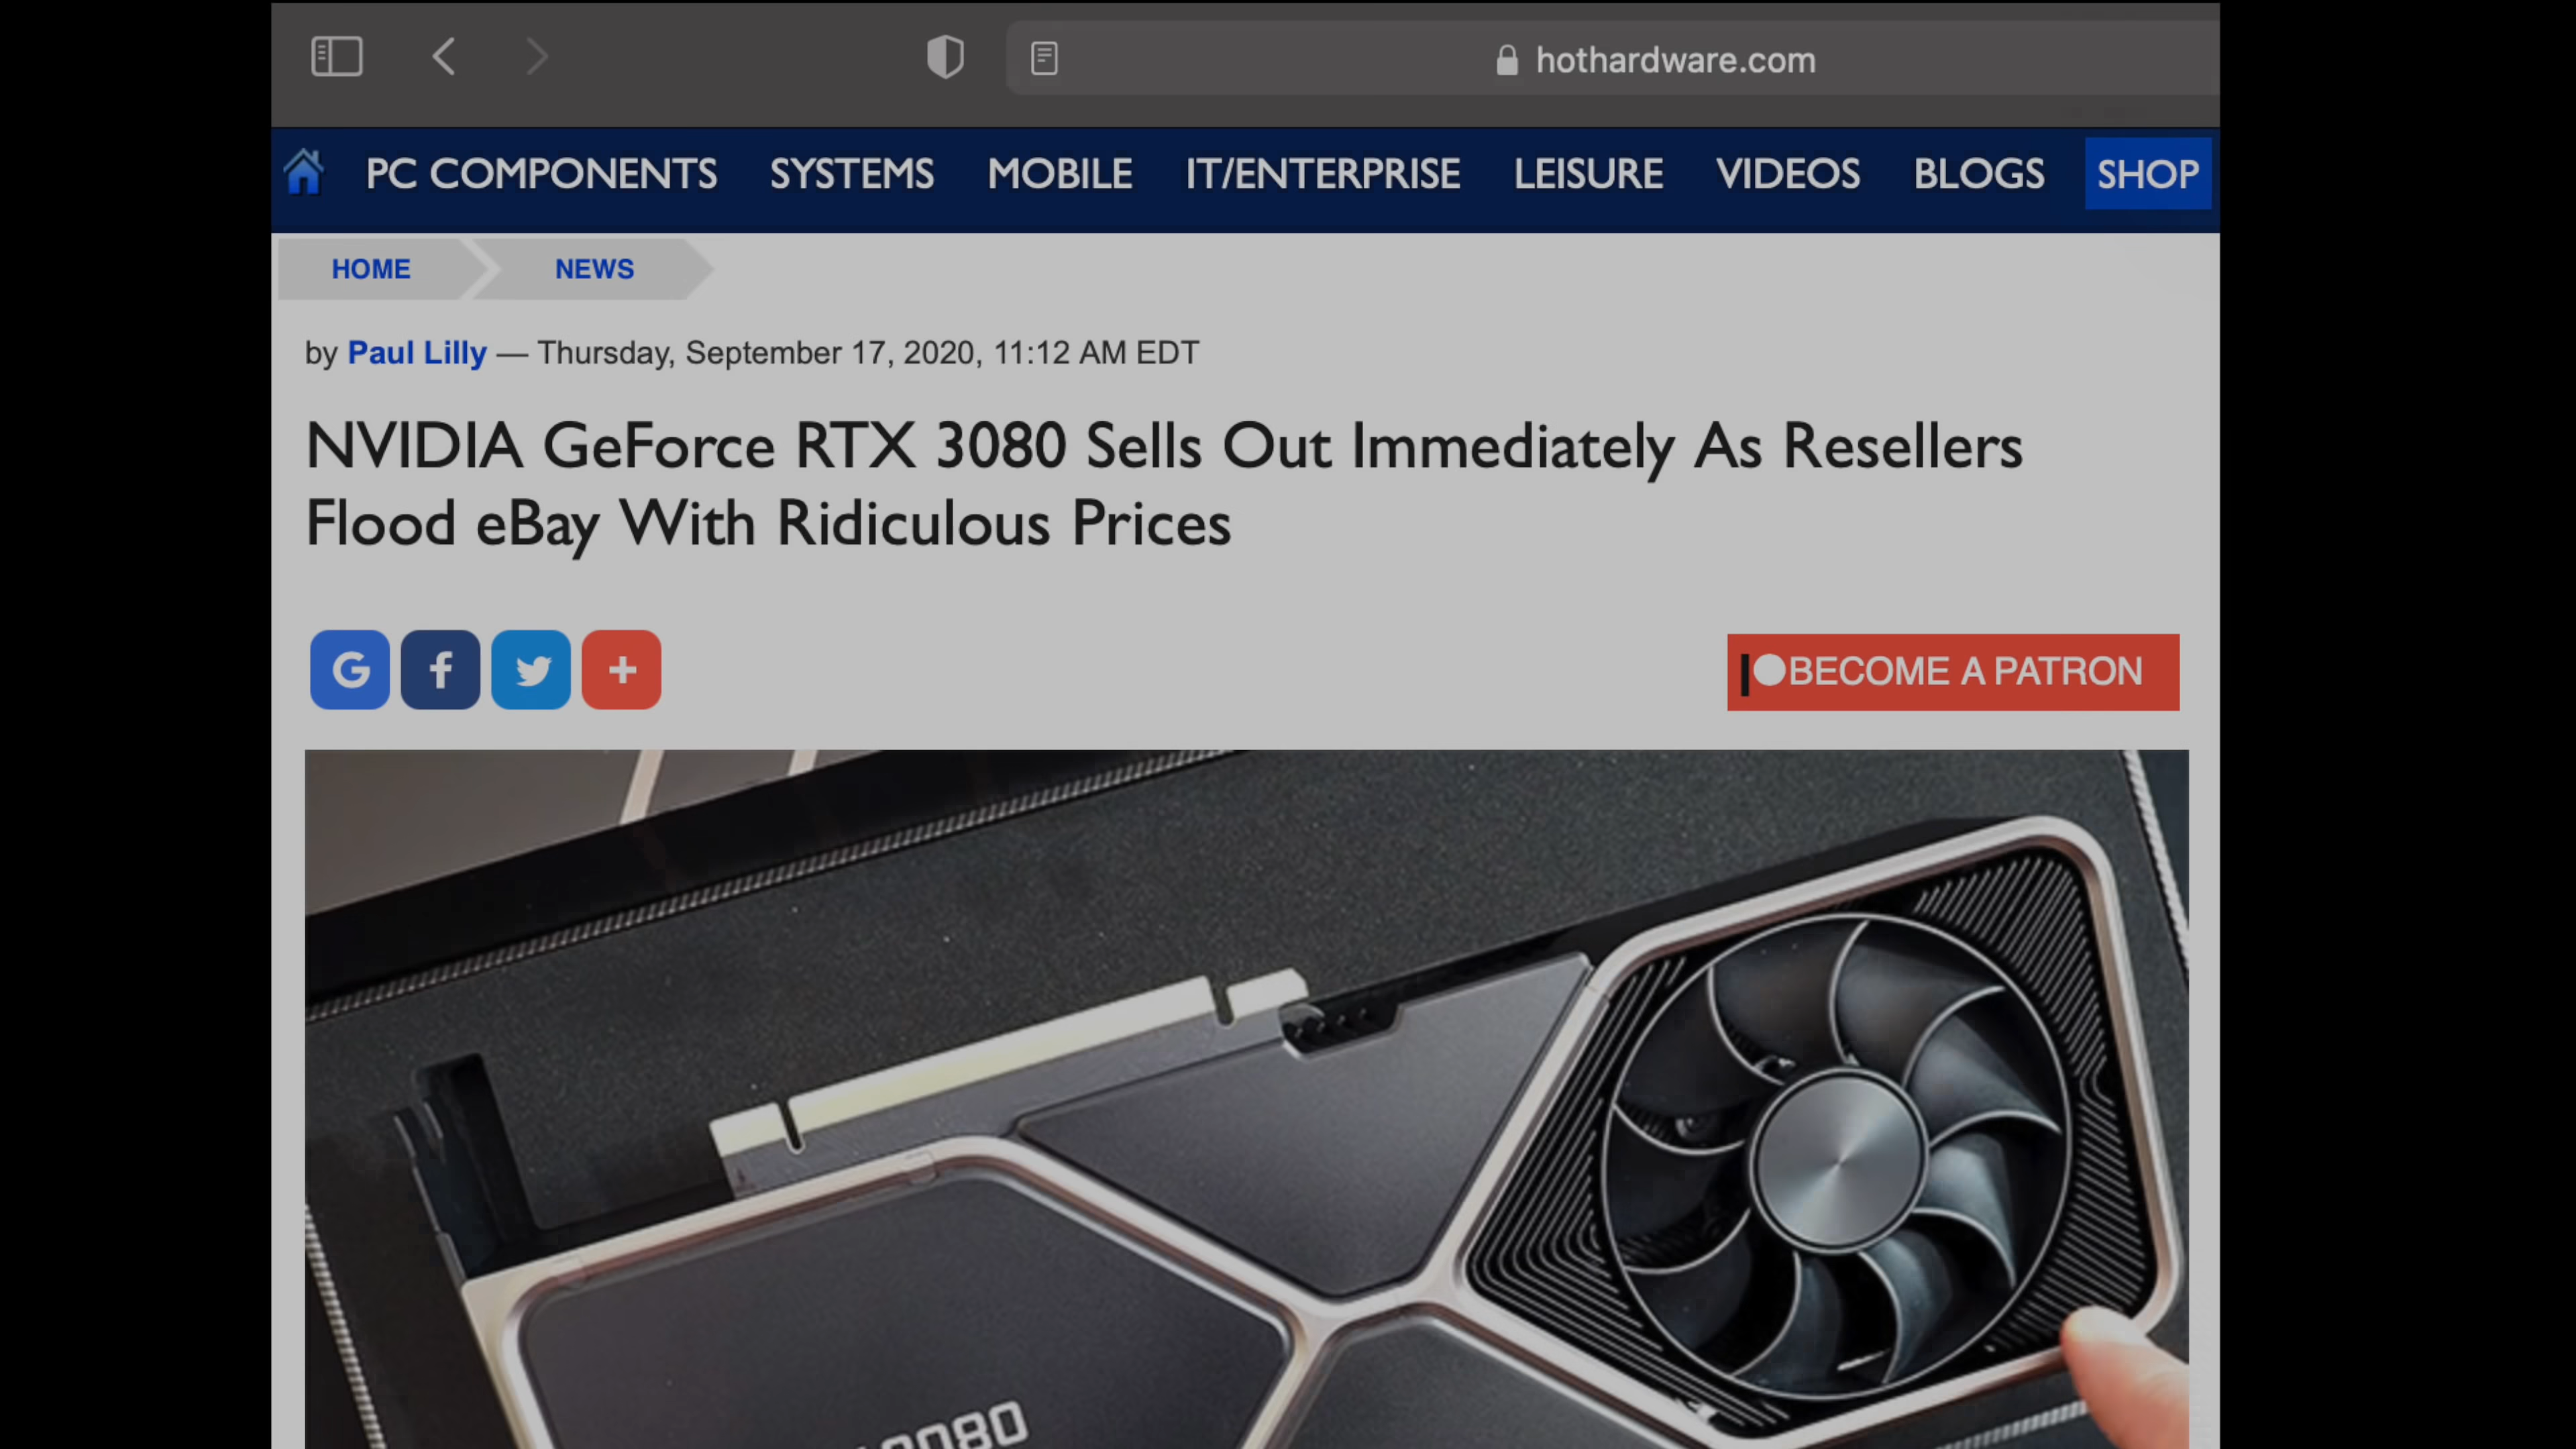 hothardware.com
PC COMPONENTS SYSTEMS MOBILE IT/ENTERPRISE LEISURE VIDEOS BLOGS SHOP
HOME NEWS
by Paul Lilly — Thursday, September 17, 2020, 11:12 AM EDT
NVIDIA GeForce RTX 3080 Sells Out Immediately As Resellers
Flood eBay With Ridiculous Prices
G f +
BECOME A PATRON
3080